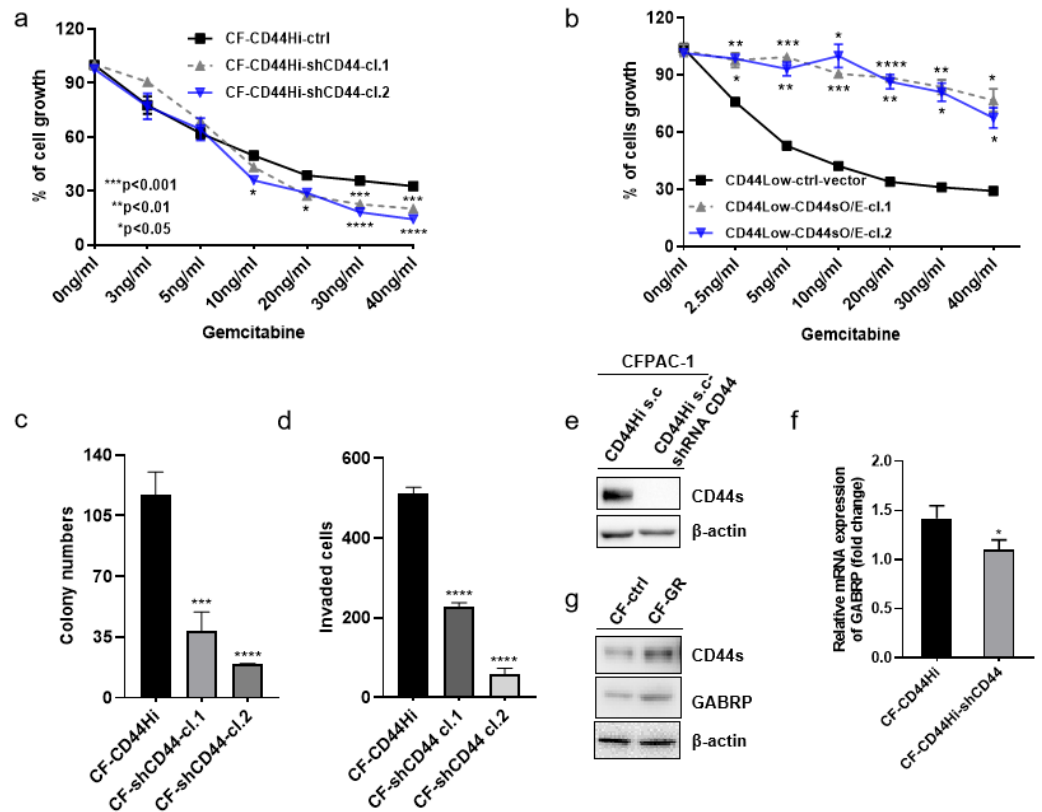 a
120
90
60
30
0
% of cell growth
CF-CD44Hi-ctrl
CF-CD44Hi-shCD44-cl.1
CF-CD44Hi-shCD44-cl.2
***p<0.001
**p<0.01
*p<0.05
*
*
***
****
***
****
0ng/ml
3ng/ml
5ng/ml
10ng/ml
20ng/ml
30ng/ml
40ng/ml
Gemcitabine
b
120
90
60
30
0
% of cells growth
**
*
***
**
*
***
****
**
**
*
*
*
CD44Low-ctrl-vector
CD44Low-CD44sO/E-cl.1
CD44Low-CD44sO/E-cl.2
0ng/ml
2.5ng/ml
5ng/ml
10ng/ml
20ng/ml
30ng/ml
40ng/ml
Gemcitabine
c
140
105
70
35
0
Colony numbers
***
****
CF-CD44Hi
CF-shCD44-cl.1
CF-shCD44-cl.2
d
600
400
200
0
Invaded cells
****
****
CF-CD44Hi
CF-shCD44 cl.1
CF-shCD44 cl.2
e
CFPAC-1
CD44Hi s.c
CD44Hi s.c-
shRNA CD44
CD44s
β-actin
f
2.0
1.5
1.0
0.5
0.0
Relative mRNA expression
of GABRP (fold change)
*
CF-CD44Hi
CF-CD44Hi-shCD44
g
CF-ctrl
CF-GR
CD44s
GABRP
β-actin